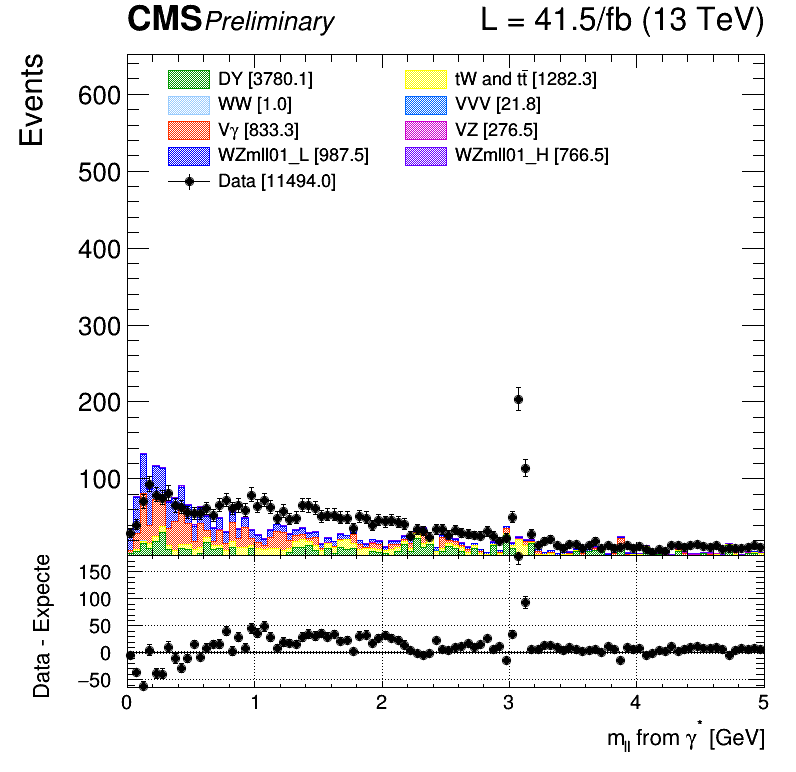 CMS Preliminary L = 41.5/fb (13 TeV)
Events
600
500
400
300
200
100
DY [3780.1]
WW [1.0]
Vγ [833.3]
WZmll01_L [987.5]
Data [11494.0]
tW and tt̄ [1282.3]
VVV [21.8]
VZ [276.5]
WZmll01_H [766.5]
Data - Expecte
150
100
50
0
−50
0 1 2 3 4 5
m_ll from γ* [GeV]